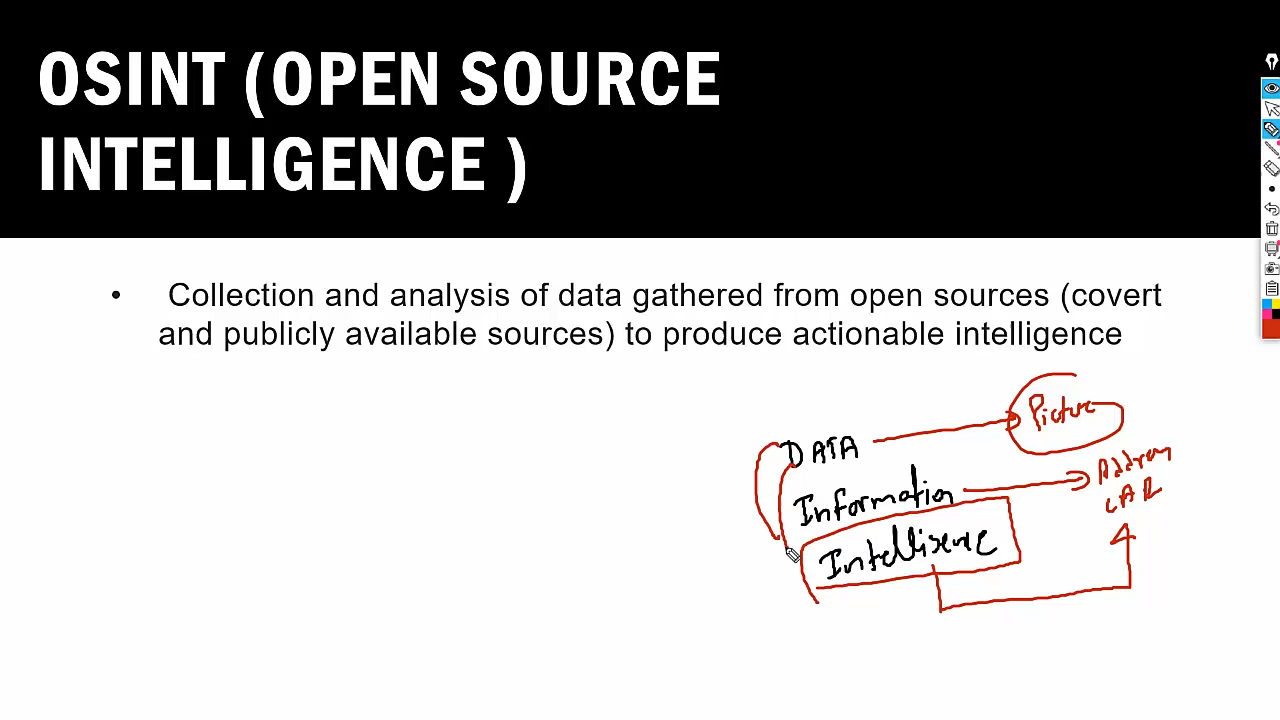 OSINT (OPEN SOURCE
INTELLIGENCE )
• Collection and analysis of data gathered from open sources (covert
and publicly available sources) to produce actionable intelligence
Picture
DATA
Address
Information
CAR
Intelligence